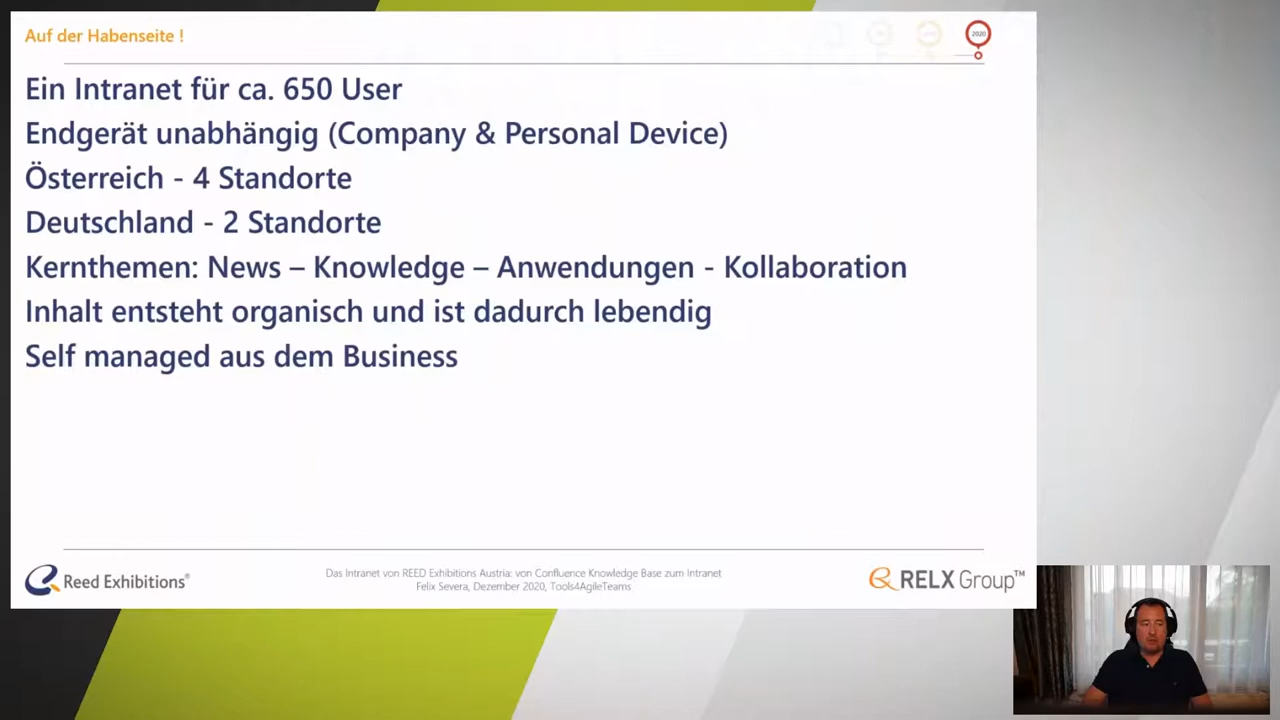 Auf der Habenseite !
2020
Ein Intranet für ca. 650 User
Endgerät unabhängig (Company & Personal Device)
Österreich - 4 Standorte
Deutschland - 2 Standorte
Kernthemen: News – Knowledge – Anwendungen - Kollaboration
Inhalt entsteht organisch und ist dadurch lebendig
Self managed aus dem Business
Reed Exhibitions®
Das Intranet von REED Exhibitions Austria: von Confluence Knowledge Base zum Intranet
Felix Severa, Dezember 2020, Tools4AgileTeams
RELX Group™